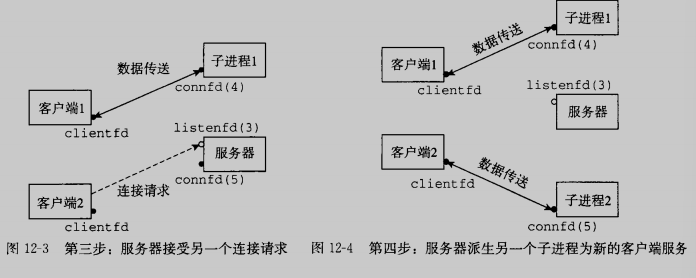 子进程1
数据传送
connfd(4)
客户端1
clientfd
listenfd(3)
服务器
connfd(5)
连接请求
客户端2
clientfd
图 12-3 第三步：服务器接受另一个连接请求
子进程1
数据传送
connfd(4)
客户端1
clientfd
listenfd(3)
服务器
客户端2
数据传送
clientfd
子进程2
connfd(5)
图 12-4 第四步：服务器派生另一个子进程为新的客户端服务